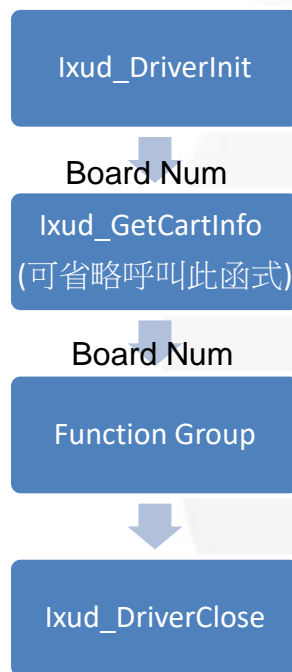 Ixud_DriverInit
Board Num
Ixud_GetCartInfo
(可省略呼叫此函式)
Board Num
Function Group
Ixud_DriverClose